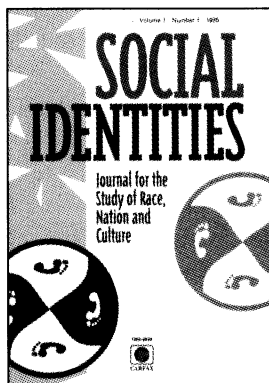 Volume 1 Number 1 1995
SOCIAL
IDENTITIES
Journal for the
Study of Race,
Nation and
Culture
CARFAX